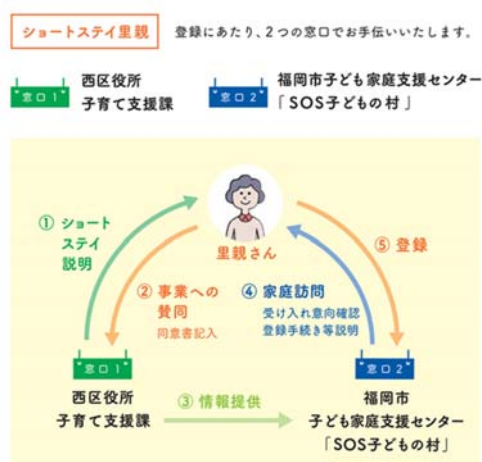 ショートステイ里親
登録にあたり、2つの窓口でお手伝いいたします。
窓口1
西区役所
子育て支援課
窓口2
福岡市子ども家庭支援センター
「SOS子どもの村」
① ショート
ステイ
説明
里親さん
② 事業への
賛同
同意書記入
④ 家庭訪問
受け入れ意向確認
登録手続き等説明
⑤ 登録
窓口1
西区役所
子育て支援課
③ 情報提供
窓口2
福岡市
子ども家庭支援センター
「SOS子どもの村」